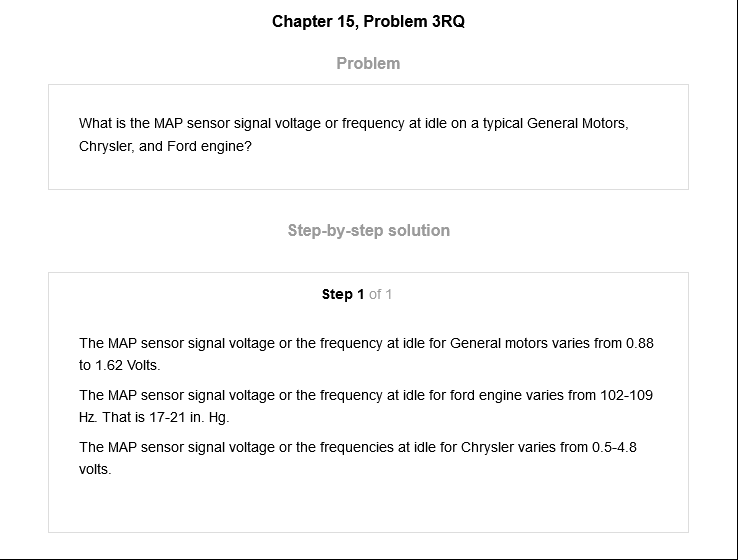 Chapter 15, Problem 3RQ
Problem
What is the MAP sensor signal voltage or frequency at idle on a typical General Motors,
Chrysler, and Ford engine?
Step-by-step solution
Step 1 of 1
The MAP sensor signal voltage or the frequency at idle for General motors varies from 0.88
to 1.62 Volts.
The MAP sensor signal voltage or the frequency at idle for ford engine varies from 102-109
Hz. That is 17-21 in. Hg.
The MAP sensor signal voltage or the frequencies at idle for Chrysler varies from 0.5-4.8
volts.